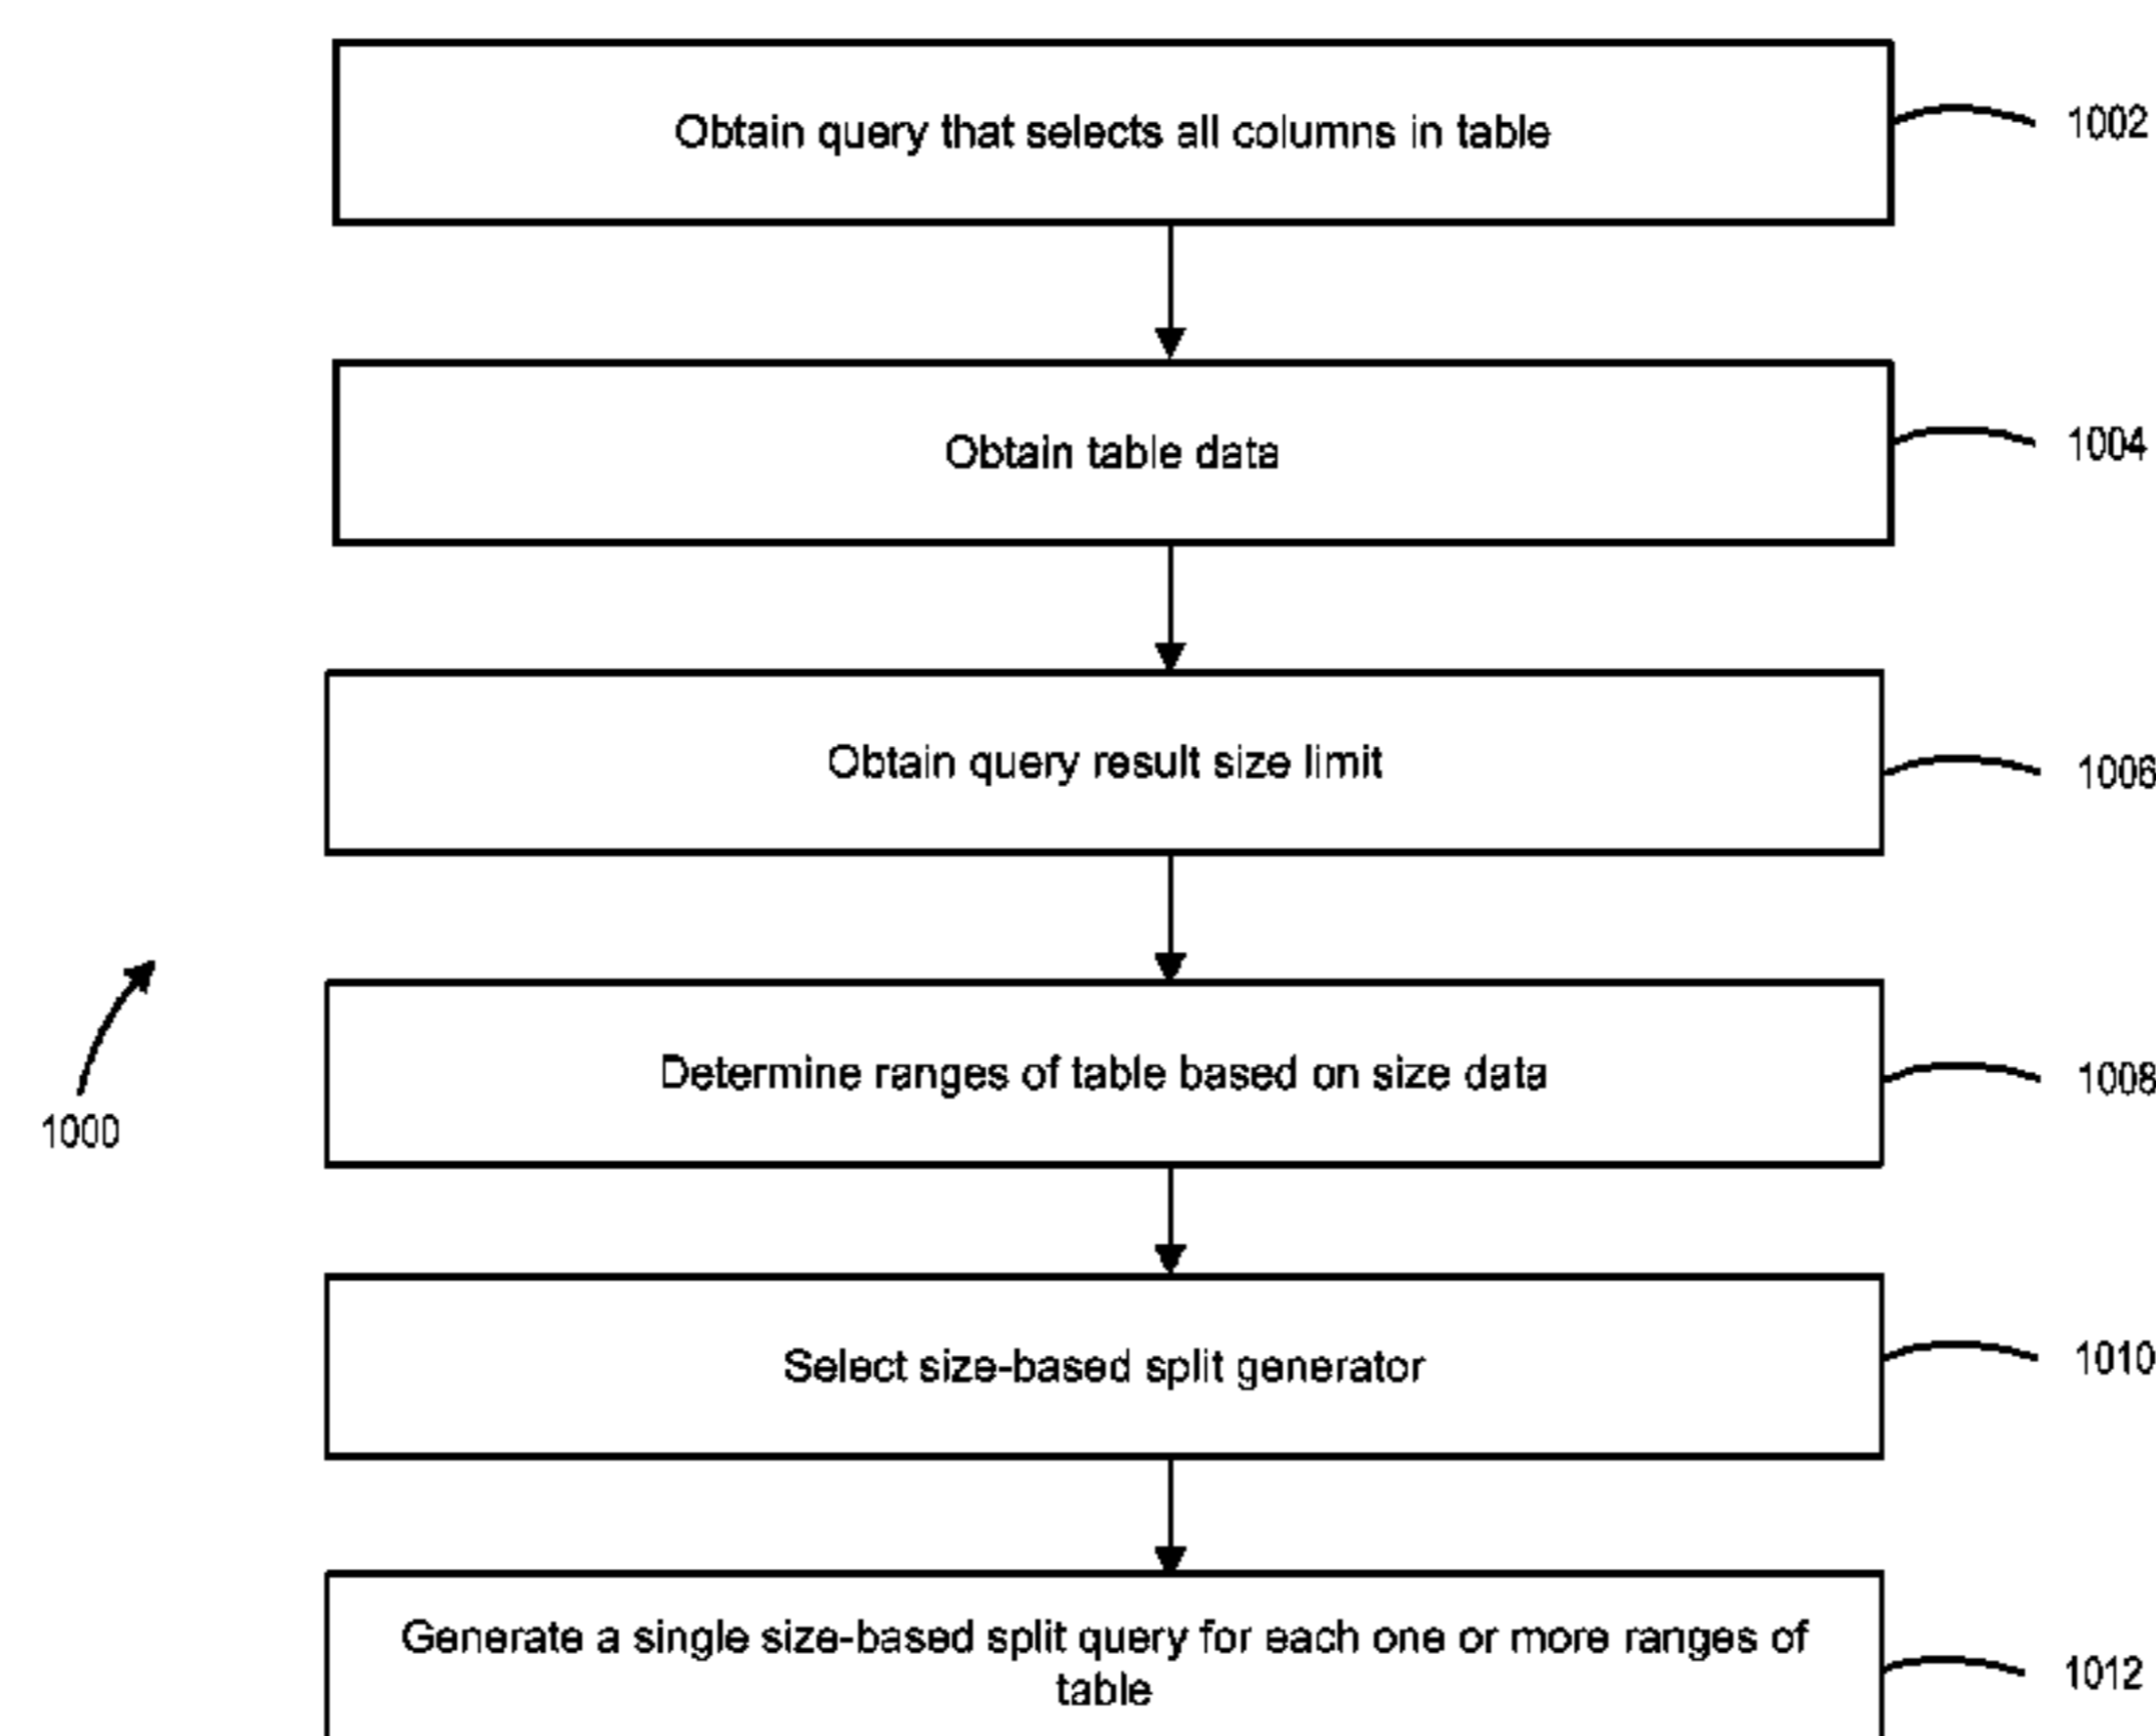 Obtain query that selects all columns in table
1002
Obtain table data
1004
Obtain query result size limit
1006
Determine ranges of table based on size data
1008
1000
Select size-based split generator
1010
Generate a single size-based split query for each one or more ranges of
table
1012